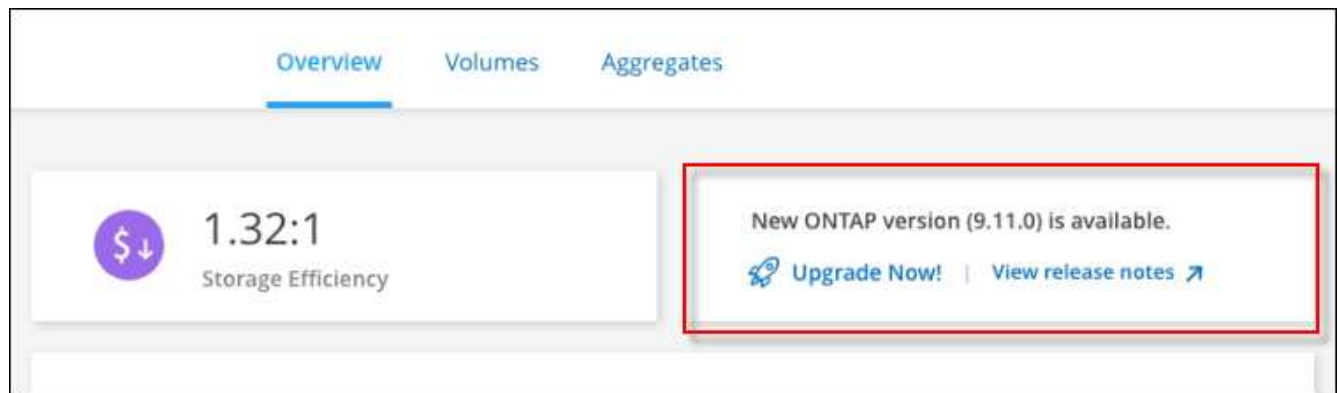 Overview Volumes Aggregates
1.32:1
Storage Efficiency
New ONTAP version (9.11.0) is available.
Upgrade Now! | View release notes